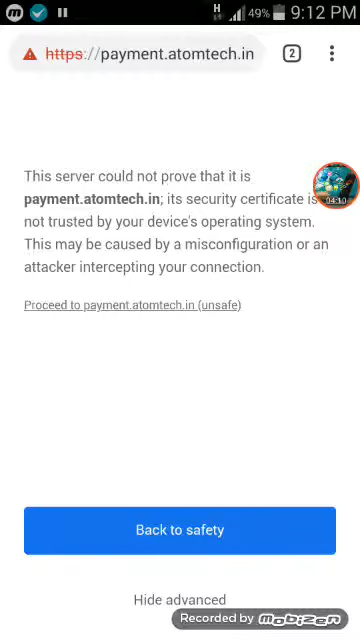 H 49% 9:12 PM
https://payment.atomtech.in 2
This server could not prove that it is
payment.atomtech.in; its security certificate is
not trusted by your device's operating system.
This may be caused by a misconfiguration or an
attacker intercepting your connection.
04:10
Proceed to payment.atomtech.in (unsafe)
Back to safety
Hide advanced
Recorded by mobizen